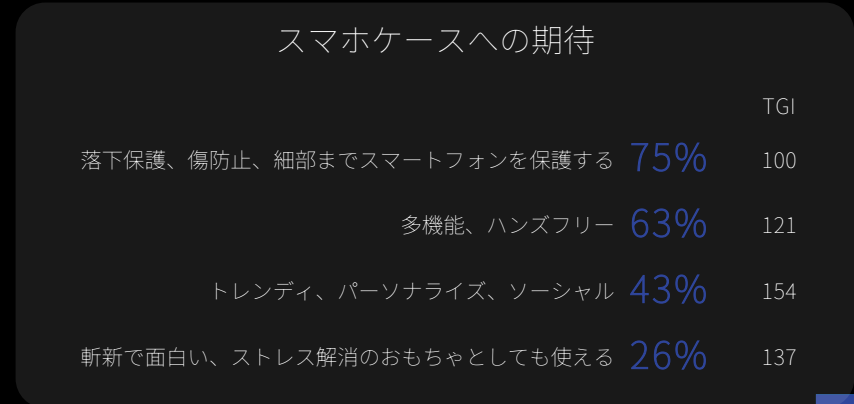 スマホケースへの期待
TGI
落下保護、傷防止、細部までスマートフォンを保護する 75% 100
多機能、ハンズフリー 63% 121
トレンディ、パーソナライズ、ソーシャル 43% 154
斬新で面白い、ストレス解消のおもちゃとしても使える 26% 137